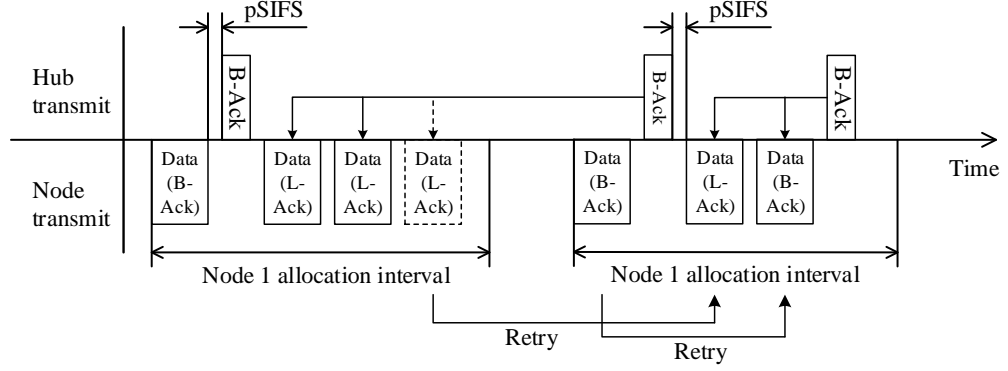 pSIFS
pSIFS
Hub
transmit
B-Ack
B-Ack
B-Ack
Time
Node
transmit
Data
(B-
Ack)
Data
(L-
Ack)
Data
(L-
Ack)
Data
(L-
Ack)
Data
(B-
Ack)
Data
(L-
Ack)
Data
(B-
Ack)
Node 1 allocation interval
Node 1 allocation interval
Retry
Retry